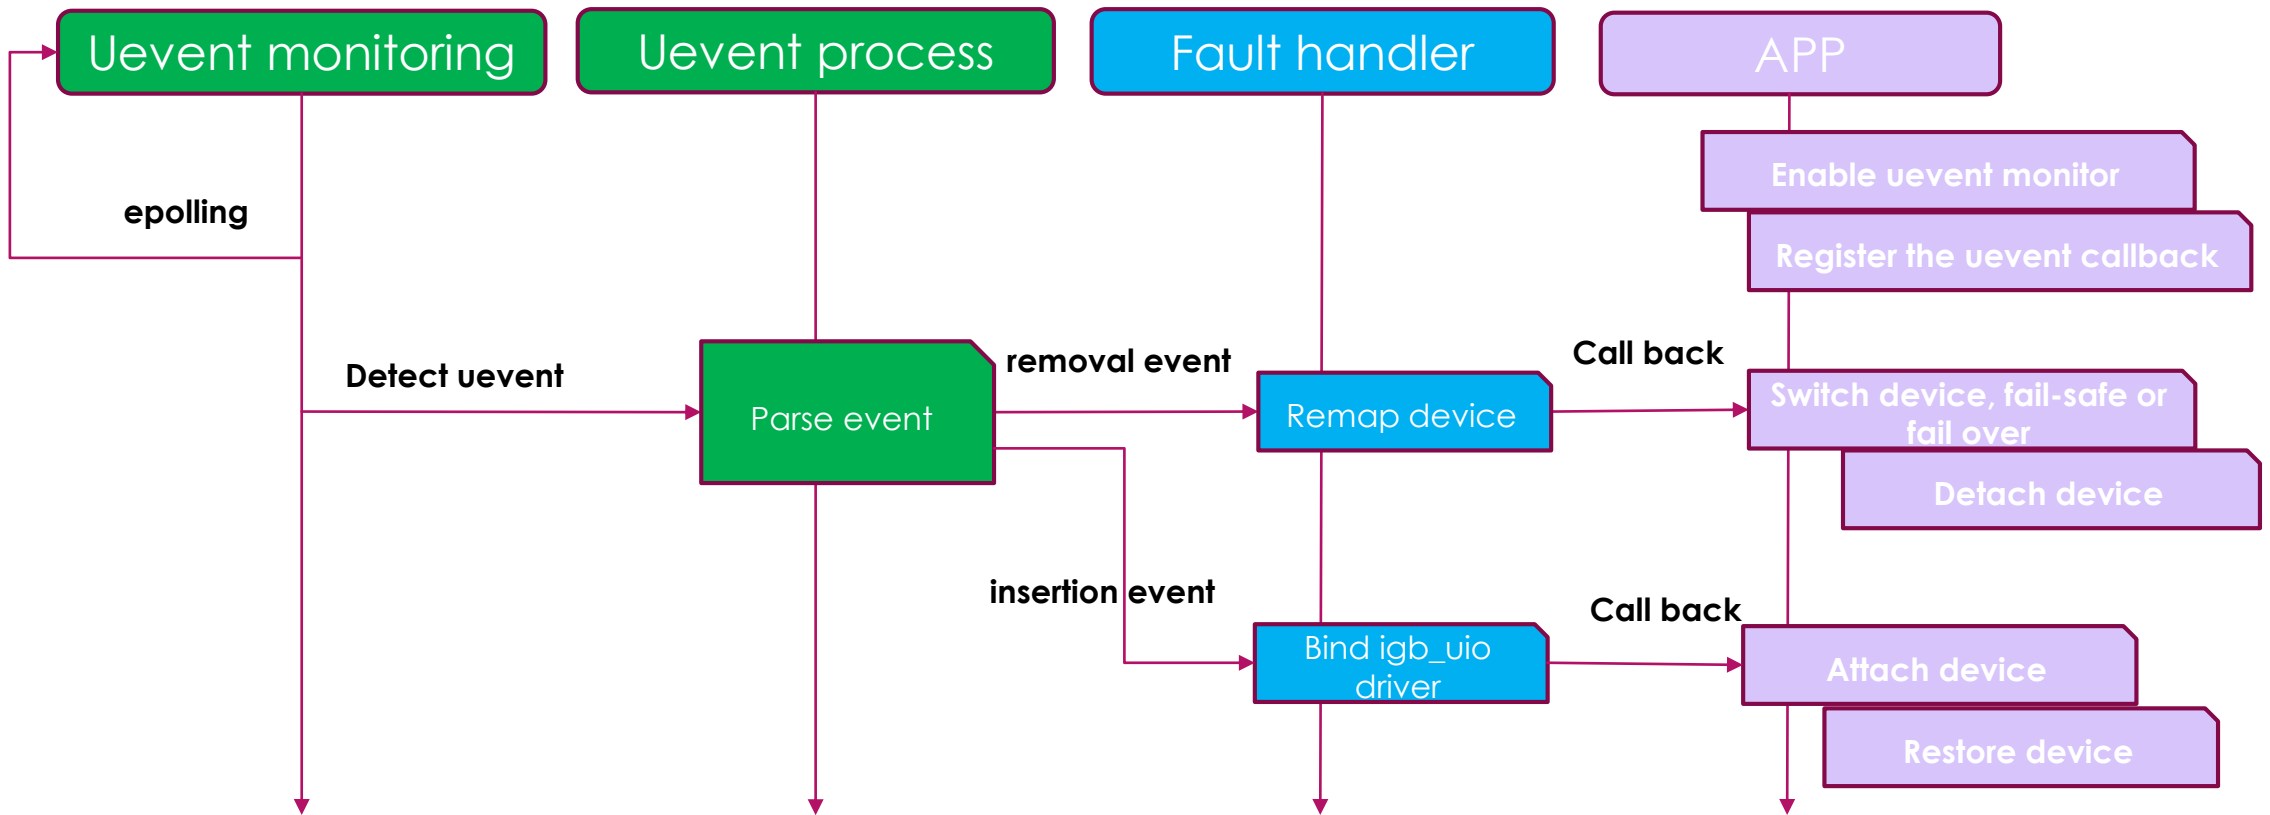 Uevent monitoring
Uevent process
Fault handler
APP
Enable uevent monitor
epolling
Register the uevent callback
Detect uevent
Parse event
removal event
Remap device
Call back
Switch device, fail-safe or
fail over
Detach device
insertion event
Bind igb_uio
driver
Call back
Attach device
Restore device